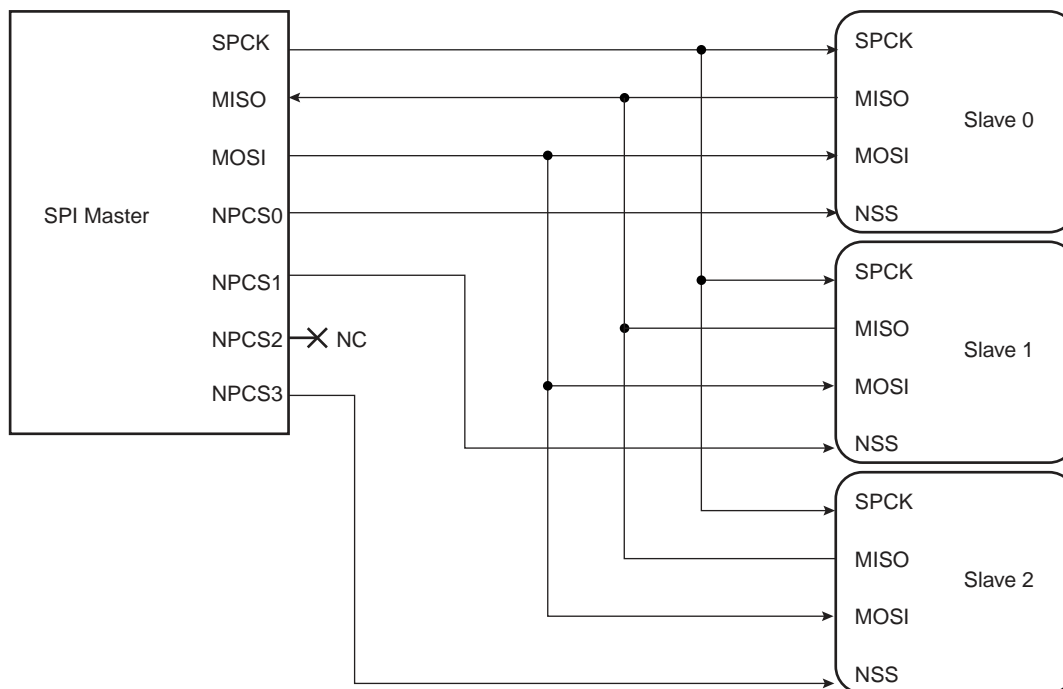 SPI Master
SPCK
MISO
MOSI
NPCS0
NPCS1
NPCS2
NC
NPCS3
SPCK
MISO
Slave 0
MOSI
NSS
SPCK
MISO
Slave 1
MOSI
NSS
SPCK
MISO
Slave 2
MOSI
NSS